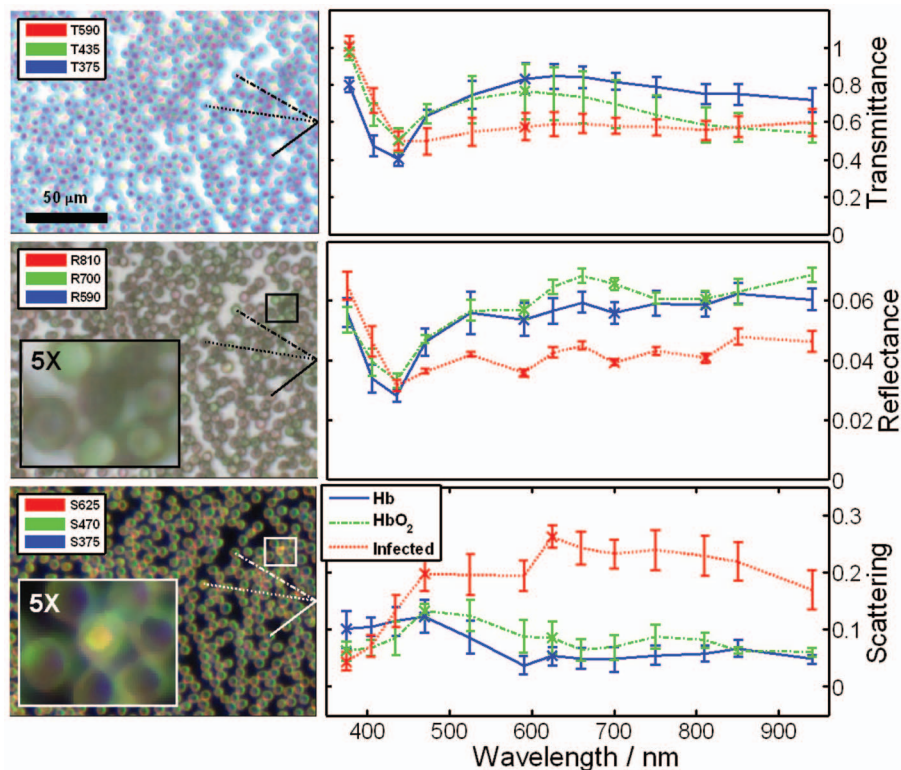 T590
T435
T375
50 μm
1
0.8
0.6
0.4
0.2
0
Transmittance
R810
R700
R590
5X
0.06
0.04
0.02
0
Reflectance
S625
S470
S375
5X
Hb
HbO₂
Infected
0.3
0.2
0.1
0
Scattering
400 500 600 700 800 900
Wavelength / nm